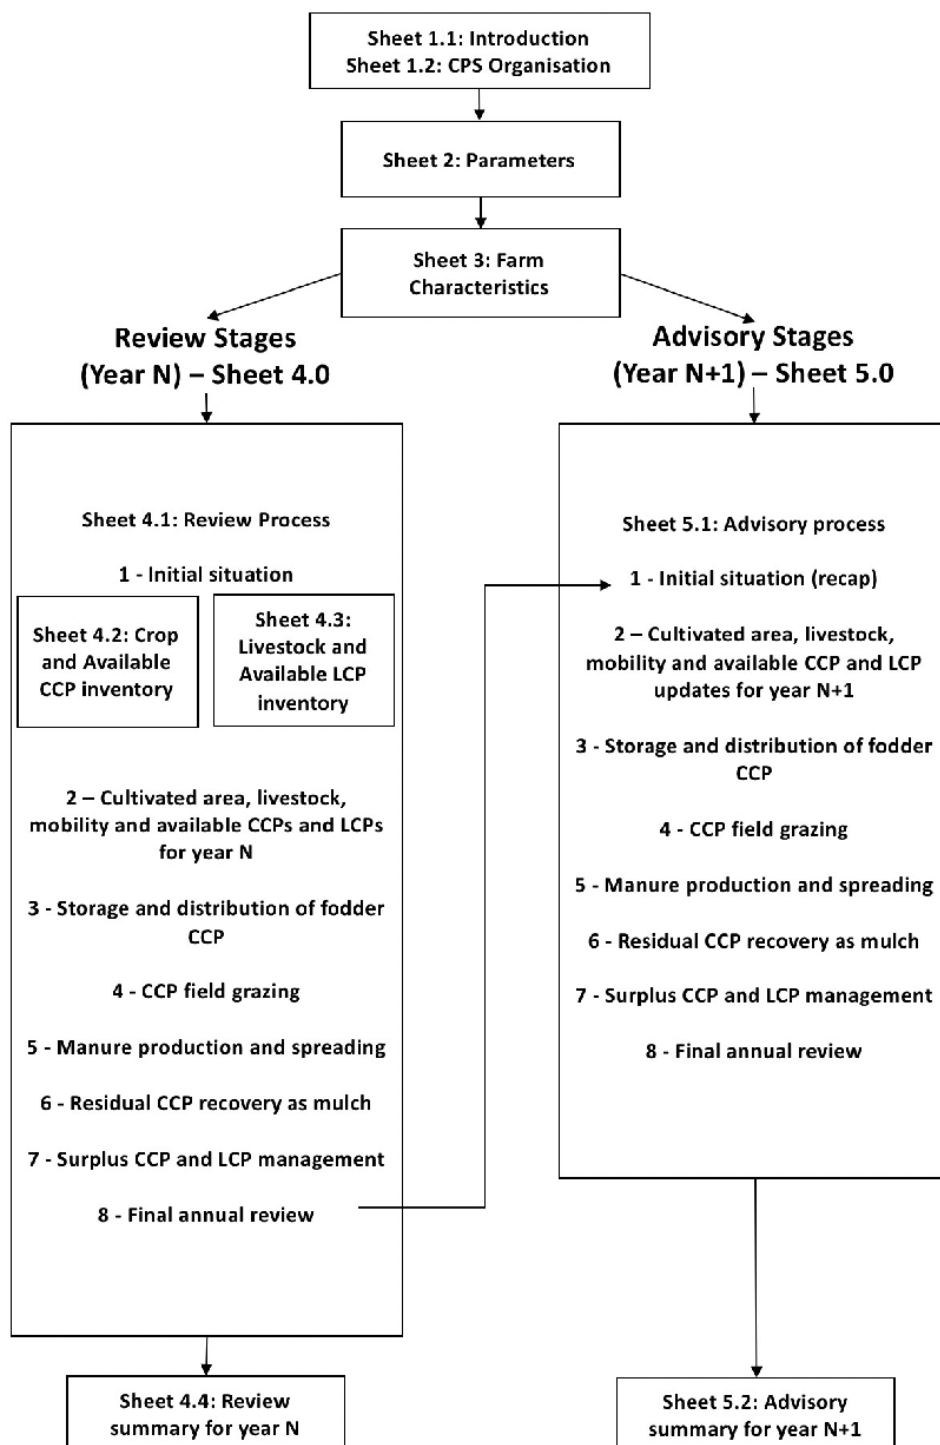 Sheet 1.1: Introduction
Sheet 1.2: CPS Organisation
Sheet 2: Parameters
Sheet 3: Farm
Characteristics
Review Stages
(Year N) – Sheet 4.0
Sheet 4.1: Review Process
1 - Initial situation
Sheet 4.2: Crop
and Available
CCP inventory
Sheet 4.3:
Livestock and
Available LCP
inventory
2 – Cultivated area, livestock,
mobility and available CCPs and LCPs
for year N
3 - Storage and distribution of fodder
CCP
4 - CCP field grazing
5 - Manure production and spreading
6 - Residual CCP recovery as mulch
7 - Surplus CCP and LCP management
8 - Final annual review
Sheet 4.4: Review
summary for year N
Advisory Stages
(Year N+1) – Sheet 5.0
Sheet 5.1: Advisory process
1 - Initial situation (recap)
2 – Cultivated area, livestock,
mobility and available CCP and LCP
updates for year N+1
3 - Storage and distribution of fodder
CCP
4 - CCP field grazing
5 - Manure production and spreading
6 - Residual CCP recovery as mulch
7 - Surplus CCP and LCP management
8 - Final annual review
Sheet 5.2: Advisory
summary for year N+1